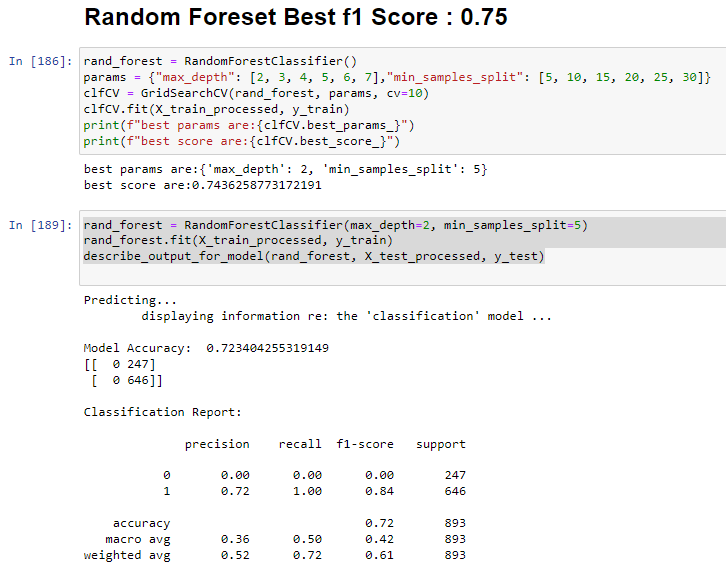 Random Foreset Best f1 Score : 0.75
In [186]: rand_forest = RandomForestClassifier()
params = {"max_depth": [2, 3, 4, 5, 6, 7],"min_samples_split": [5, 10, 15, 20, 25, 30]}
clfCV = GridSearchCV(rand_forest, params, cv=10)
clfCV.fit(X_train_processed, y_train)
print(f"best params are:{clfCV.best_params_}")
print(f"best score are:{clfCV.best_score_}")
best params are:{'max_depth': 2, 'min_samples_split': 5}
best score are:0.7436258773172191
In [189]: rand_forest = RandomForestClassifier(max_depth=2, min_samples_split=5)
rand_forest.fit(X_train_processed, y_train)
describe_output_for_model(rand_forest, X_test_processed, y_test)
Predicting...
displaying information re: the 'classification' model ...
Model Accuracy:  0.723404255319149
[[  0 247]
 [  0 646]]
Classification Report:
precision    recall  f1-score   support
0       0.00      0.00      0.00       247
1       0.72      1.00      0.84       646
accuracy                           0.72       893
macro avg       0.36      0.50      0.42       893
weighted avg       0.52      0.72      0.61       893